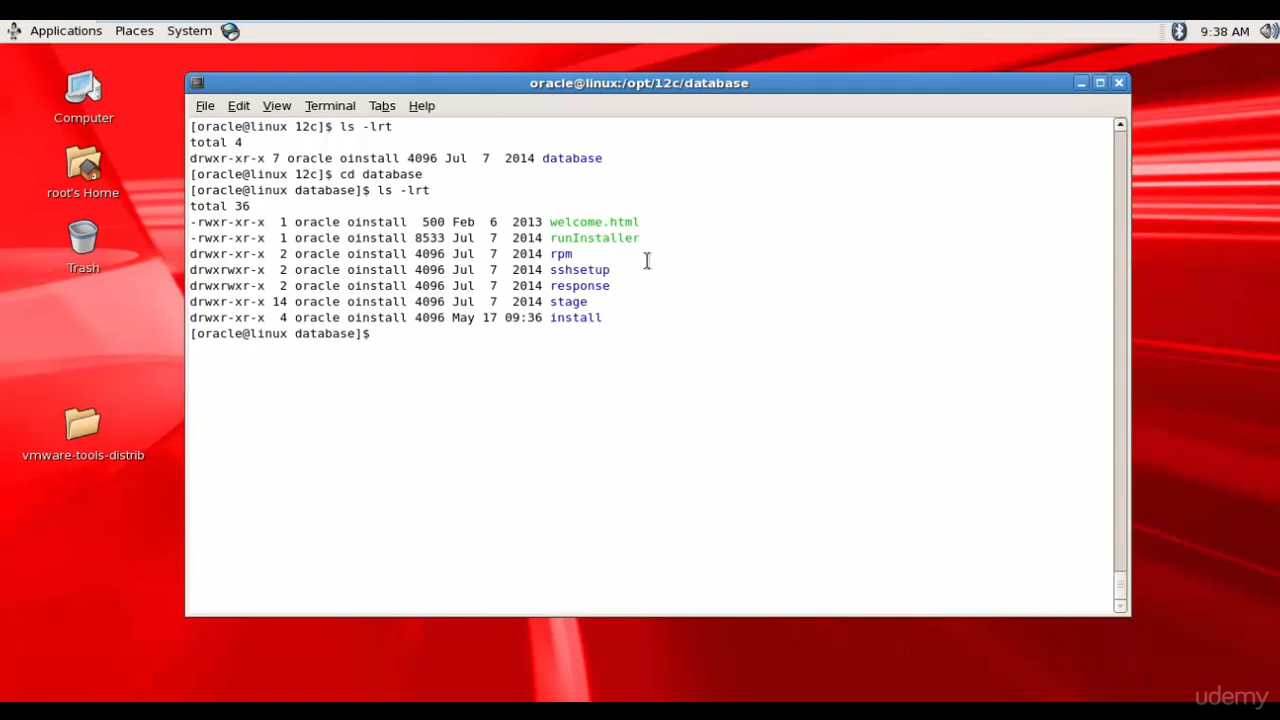 Applications Places System 9:38 AM
oracle@linux:/opt/12c/database
File Edit View Terminal Tabs Help
[oracle@linux 12c]$ ls -lrt
total 4
drwxr-xr-x 7 oracle oinstall 4096 Jul  7  2014 database
[oracle@linux 12c]$ cd database
[oracle@linux database]$ ls -lrt
total 36
-rwxr-xr-x  1 oracle oinstall  500 Feb  6  2013 welcome.html
-rwxr-xr-x  1 oracle oinstall 8533 Jul  7  2014 runInstaller
drwxr-xr-x  2 oracle oinstall 4096 Jul  7  2014 rpm
drwxrwxr-x  2 oracle oinstall 4096 Jul  7  2014 sshsetup
drwxrwxr-x  2 oracle oinstall 4096 Jul  7  2014 response
drwxr-xr-x 14 oracle oinstall 4096 Jul  7  2014 stage
drwxr-xr-x  4 oracle oinstall 4096 May 17 09:36 install
[oracle@linux database]$
Computer
root's Home
Trash
vmware-tools-distrib
udemy